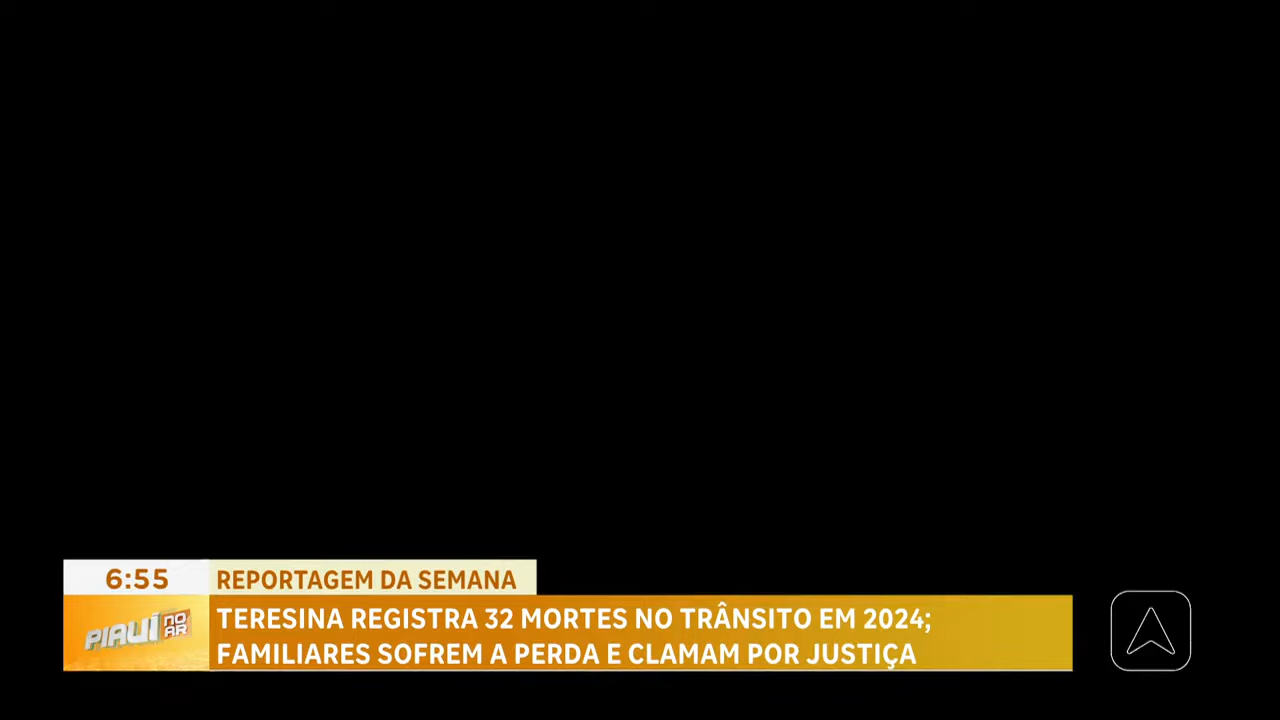 6:55
REPORTAGEM DA SEMANA
PIAUÍ NO AR
TERESINA REGISTRA 32 MORTES NO TRÂNSITO EM 2024;
FAMILIARES SOFREM A PERDA E CLAMAM POR JUSTIÇA